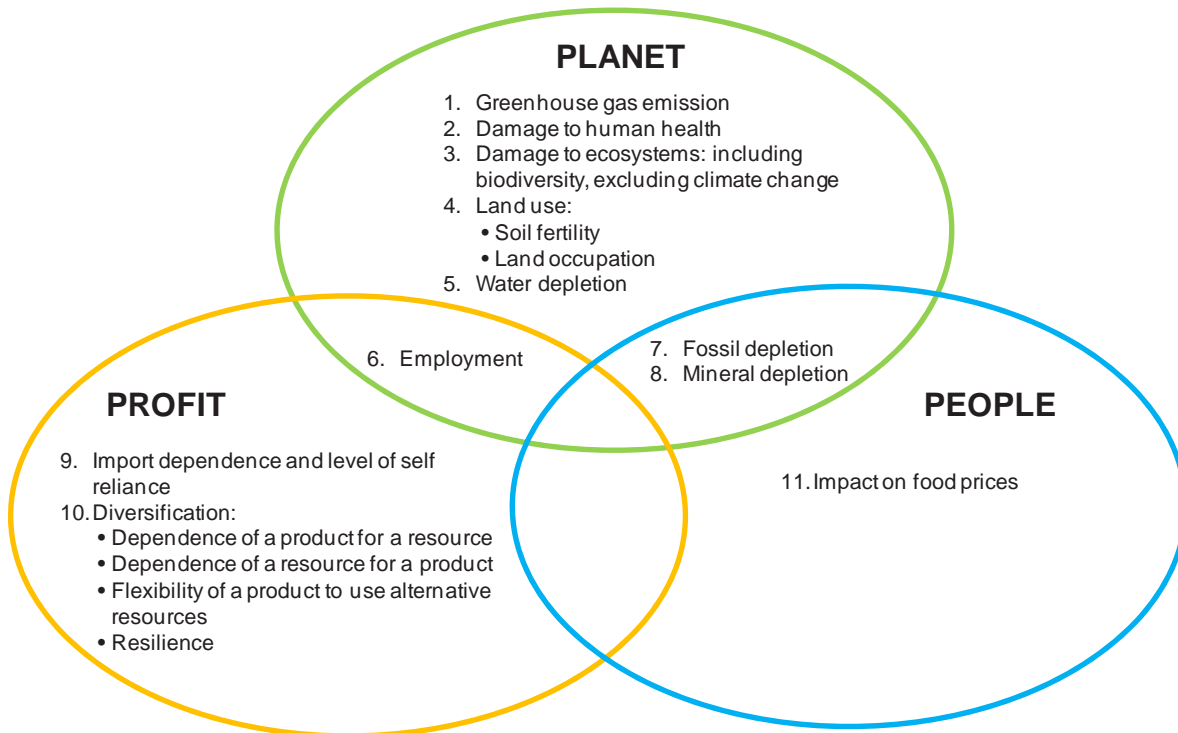 PLANET
1. Greenhouse gas emission
2. Damage to human health
3. Damage to ecosystems: including
biodiversity, excluding climate change
4. Land use:
• Soil fertility
• Land occupation
5. Water depletion
6. Employment
7. Fossil depletion
8. Mineral depletion
PROFIT
9. Import dependence and level of self
reliance
10. Diversification:
• Dependence of a product for a resource
• Dependence of a resource for a product
• Flexibility of a product to use alternative
resources
• Resilience
PEOPLE
11. Impact on food prices